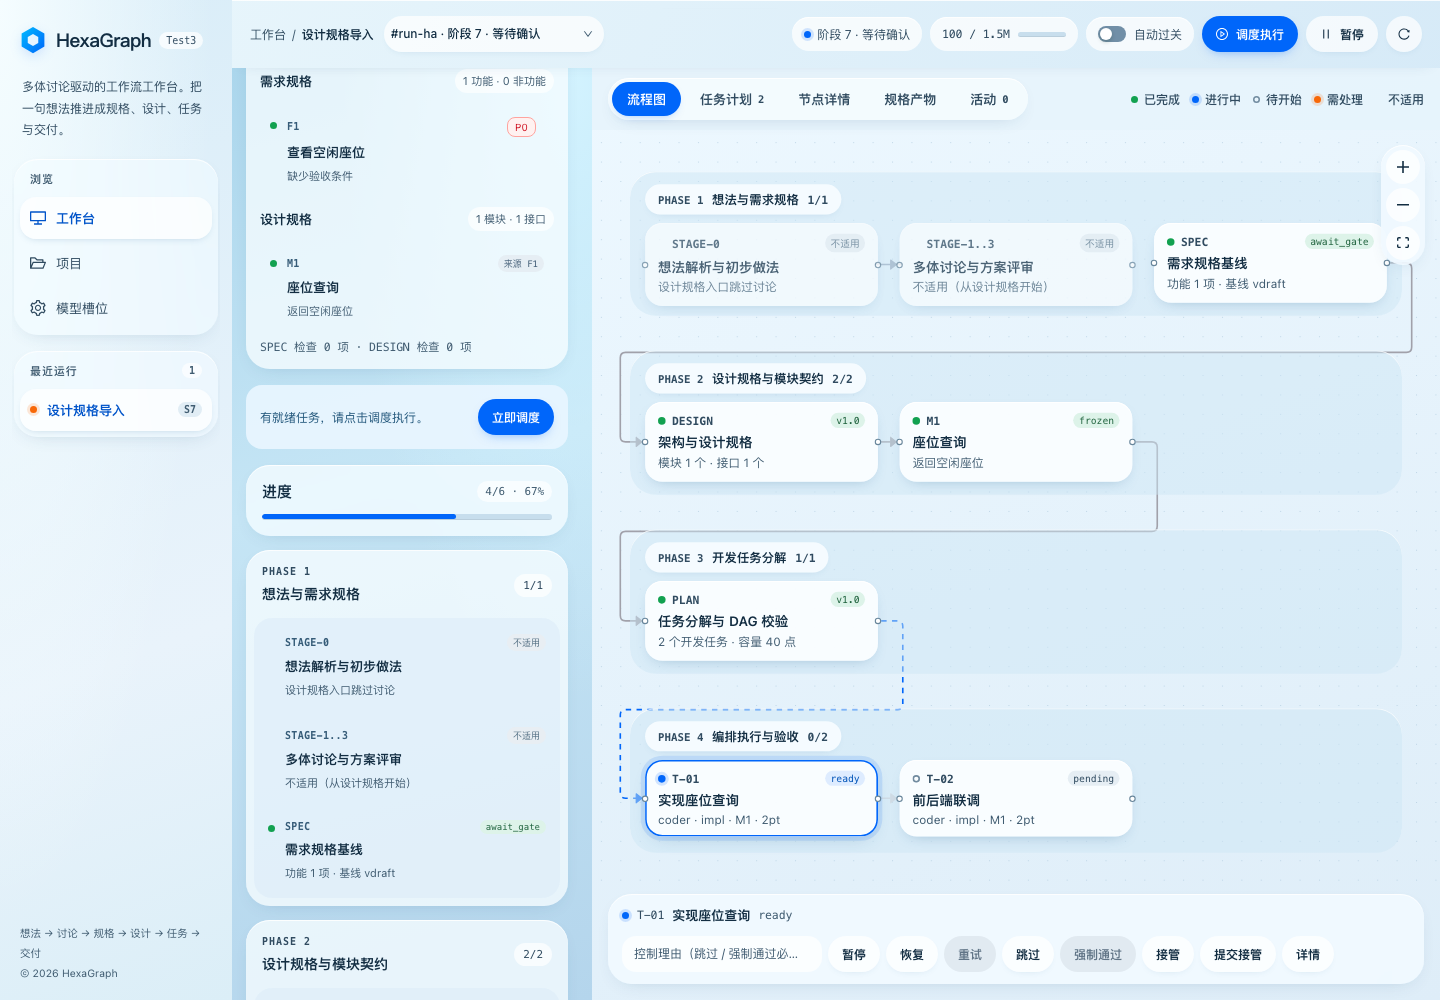 HexaGraph Test3
多体讨论驱动的工作流工作台。把
一句想法推进成规格、设计、任务
与交付。
浏览
工作台
项目
模型槽位
最近运行 1
设计规格导入 S7
想法 → 讨论 → 规格 → 设计 → 任务 →
交付
© 2026 HexaGraph
工作台 / 设计规格导入 #run-ha · 阶段 7 · 等待确认 阶段 7 · 等待确认 100 / 1.5M 自动过关 调度执行 暂停
需求规格 1 功能 · 0 非功能
F1 P0
查看空闲座位
缺少验收条件
设计规格 1 模块 · 1 接口
M1 来源 F1
座位查询
返回空闲座位
SPEC 检查 0 项 · DESIGN 检查 0 项
有就绪任务，请点击调度执行。 立即调度
进度 4/6 · 67%
PHASE 1
想法与需求规格 1/1
STAGE-0 不适用
想法解析与初步做法
设计规格入口跳过讨论
STAGE-1..3 不适用
多体讨论与方案评审
不适用（从设计规格开始）
SPEC await_gate
需求规格基线
功能 1 项 · 基线 vdraft
PHASE 2
设计规格与模块契约 2/2
流程图 任务计划 2 节点详情 规格产物 活动 0 已完成 进行中 待开始 需处理 不适用
PHASE 1 想法与需求规格 1/1
STAGE-0 不适用
想法解析与初步做法
设计规格入口跳过讨论
STAGE-1..3 不适用
多体讨论与方案评审
不适用（从设计规格开始）
SPEC await_gate
需求规格基线
功能 1 项 · 基线 vdraft
PHASE 2 设计规格与模块契约 2/2
DESIGN v1.0
架构与设计规格
模块 1 个 · 接口 1 个
M1 frozen
座位查询
返回空闲座位
PHASE 3 开发任务分解 1/1
PLAN v1.0
任务分解与 DAG 校验
2 个开发任务 · 容量 40 点
PHASE 4 编排执行与验收 0/2
T-01 ready
实现座位查询
coder · impl · M1 · 2pt
T-02 pending
前后端联调
coder · impl · M1 · 2pt
T-01 实现座位查询 ready
控制理由（跳过 / 强制通过必... 暂停 恢复 重试 跳过 强制通过 接管 提交接管 详情